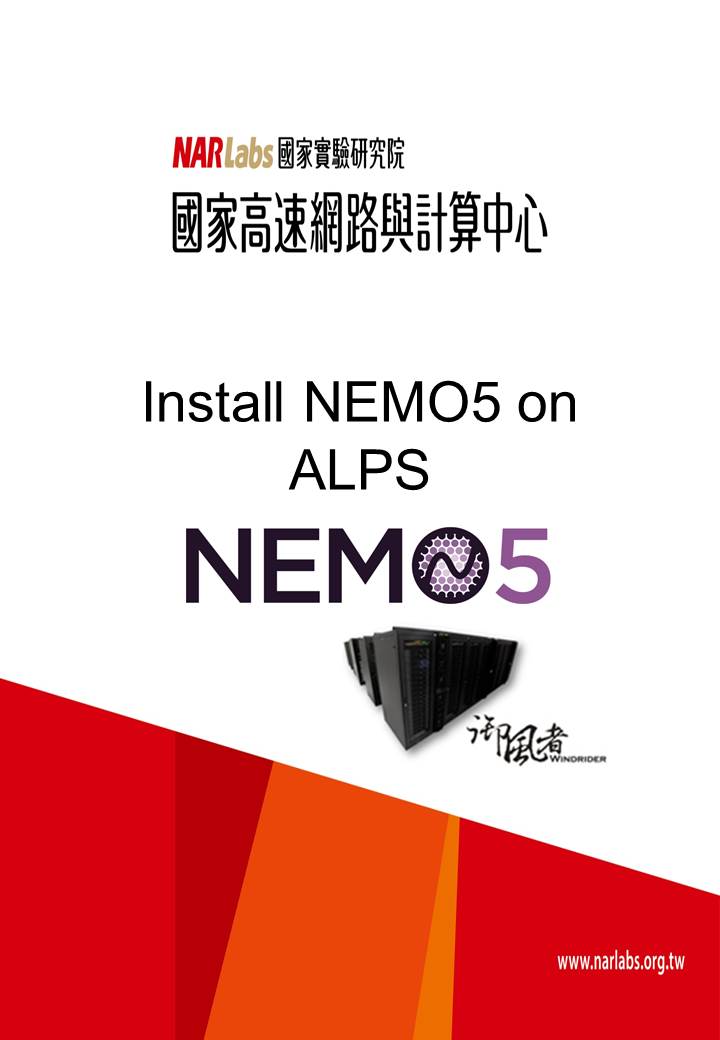 NARLabs 國家實驗研究院
國家高速網路與計算中心
Install NEMO5 on
ALPS
NEMO5
御風者
WINDRIDER
www.narlabs.org.tw